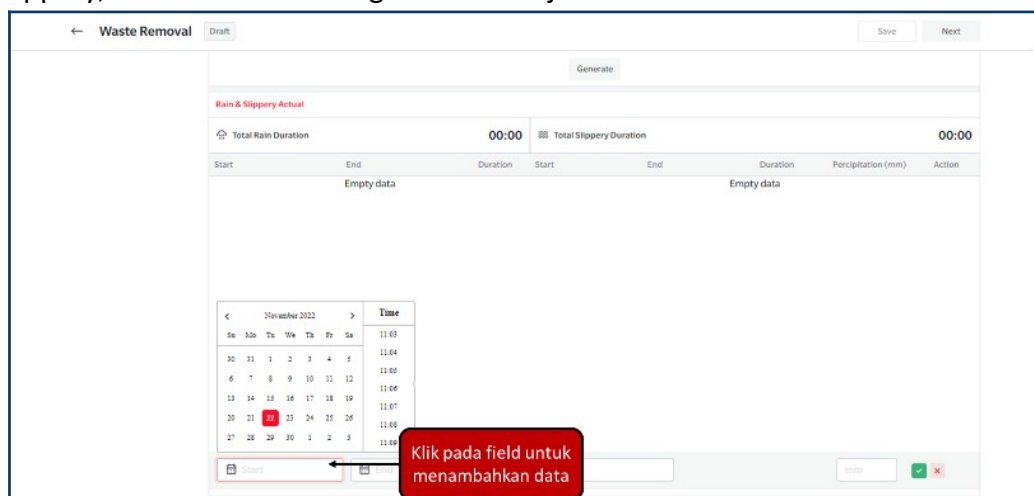 ← Waste Removal Draft Save Next
Generate
Rain & Slippery Actual
Total Rain Duration 00:00 Total Slippery Duration 00:00
Start End Duration Start End Duration Percipitation (mm) Action
Empty data Empty data
< November 2022 > Time
Su Mo Tu We Th Fr Sa 11:03
30 31 1 2 3 4 5 11:04
11:05
6 7 8 9 10 11 12 11:06
13 14 15 16 17 18 19 11:07
20 21 22 23 24 25 26 11:08
27 28 29 30 1 2 3 11:09
Start mm
Klik pada field untuk
menambahkan data